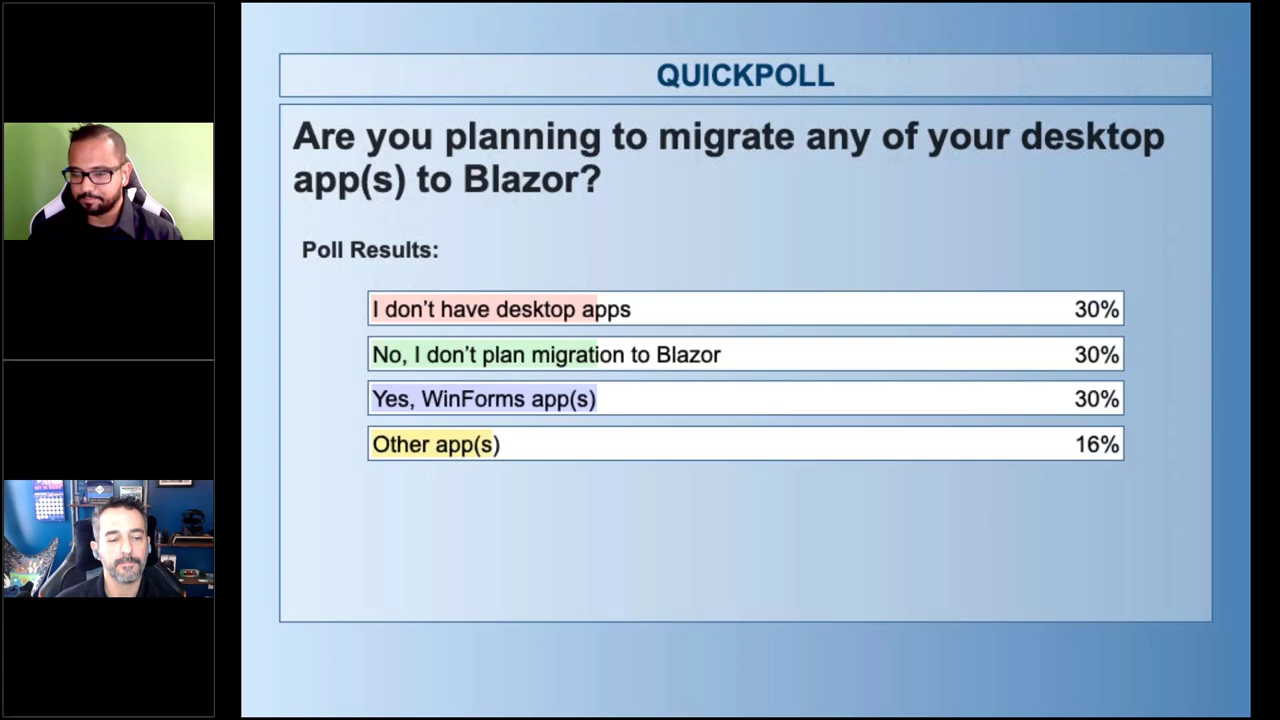 QUICKPOLL
Are you planning to migrate any of your desktop
app(s) to Blazor?
Poll Results:
I don’t have desktop apps 30%
No, I don’t plan migration to Blazor 30%
Yes, WinForms app(s) 30%
Other app(s) 16%